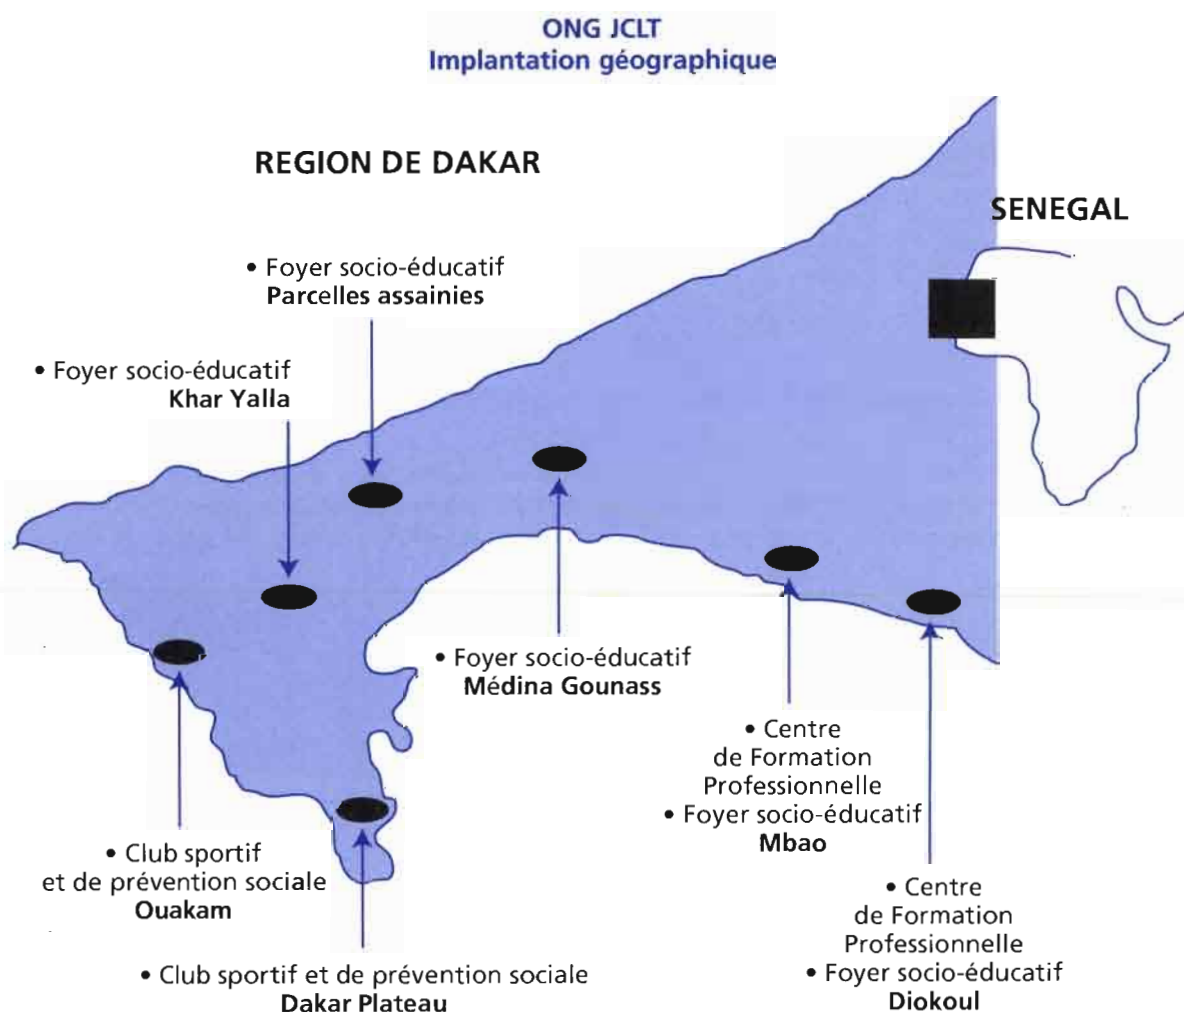 ONG JCLT
Implantation géographique
REGION DE DAKAR
SENEGAL
• Foyer socio-éducatif
Parcelles assainies
• Foyer socio-éducatif
Khar Yalla
• Foyer socio-éducatif
Médina Gounass
• Centre
de Formation
Professionnelle
• Foyer socio-éducatif
Mbao
• Club sportif
et de prévention sociale
Ouakam
• Centre
de Formation
Professionnelle
• Foyer socio-éducatif
Diokoul
• Club sportif et de prévention sociale
Dakar Plateau